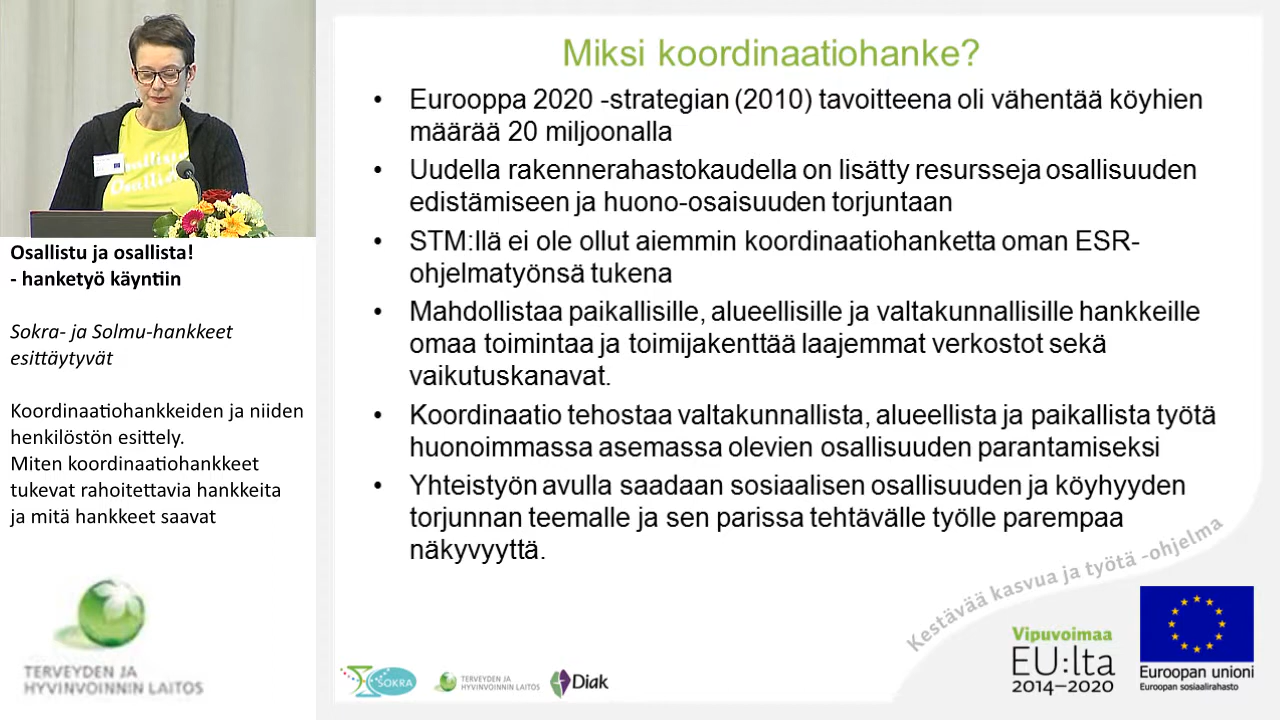 Osallistu ja osallista!
- hanketyö käyntiin
Sokra- ja Solmu-hankkeet
esittäytyvät
Koordinaatiohankkeiden ja niiden
henkilöstön esittely.
Miten koordinaatiohankkeet
tukevat rahoitettavia hankkeita
ja mitä hankkeet saavat
TERVEYDEN JA
HYVINVOINNIN LAITOS
Miksi koordinaatiohanke?
• Eurooppa 2020 -strategian (2010) tavoitteena oli vähentää köyhien
määrää 20 miljoonalla
• Uudella rakennerahastokaudella on lisätty resursseja osallisuuden
edistämiseen ja huono-osaisuuden torjuntaan
• STM:llä ei ole ollut aiemmin koordinaatiohanketta oman ESR-
ohjelmatyönsä tukena
• Mahdollistaa paikallisille, alueellisille ja valtakunnallisille hankkeille
omaa toimintaa ja toimijakenttää laajemmat verkostot sekä
vaikutuskanavat.
• Koordinaatio tehostaa valtakunnallista, alueellista ja paikallista työtä
huonoimmassa asemassa olevien osallisuuden parantamiseksi
• Yhteistyön avulla saadaan sosiaalisen osallisuuden ja köyhyyden
torjunnan teemalle ja sen parissa tehtävälle työlle parempaa
näkyvyyttä.
Kestävää kasvua ja työtä -ohjelma
SOKRA
TERVEYDEN JA
HYVINVOINNIN LAITOS
Diak
Vipuvoimaa
EU:lta
2014–2020
Euroopan unioni
Euroopan sosiaalirahasto